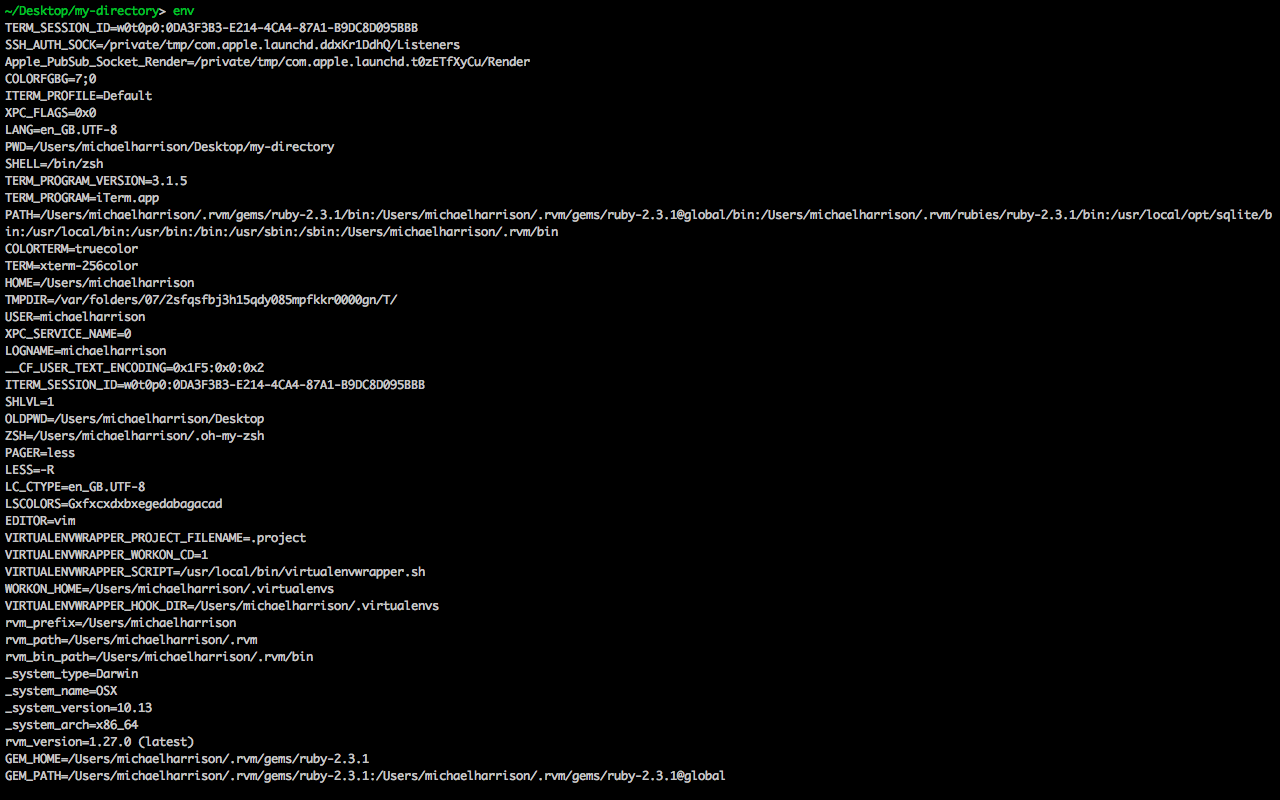 ~/Desktop/my-directory> env
TERM_SESSION_ID=w0t0p0:0DA3F3B3-E214-4CA4-87A1-B9DC8D095BBB
SSH_AUTH_SOCK=/private/tmp/com.apple.launchd.ddxKr1DdhQ/Listeners
Apple_PubSub_Socket_Render=/private/tmp/com.apple.launchd.t0zETfXyCu/Render
COLORFGBG=7;0
ITERM_PROFILE=Default
XPC_FLAGS=0x0
LANG=en_GB.UTF-8
PWD=/Users/michaelharrison/Desktop/my-directory
SHELL=/bin/zsh
TERM_PROGRAM_VERSION=3.1.5
TERM_PROGRAM=iTerm.app
PATH=/Users/michaelharrison/.rvm/gems/ruby-2.3.1/bin:/Users/michaelharrison/.rvm/gems/ruby-2.3.1@global/bin:/Users/michaelharrison/.rvm/rubies/ruby-2.3.1/bin:/usr/local/opt/sqlite/b
in:/usr/local/bin:/usr/bin:/bin:/usr/sbin:/sbin:/Users/michaelharrison/.rvm/bin
COLORTERM=truecolor
TERM=xterm-256color
HOME=/Users/michaelharrison
TMPDIR=/var/folders/07/2sfqsfbj3h15qdy085mpfkkr0000gn/T/
USER=michaelharrison
XPC_SERVICE_NAME=0
LOGNAME=michaelharrison
__CF_USER_TEXT_ENCODING=0x1F5:0x0:0x2
ITERM_SESSION_ID=w0t0p0:0DA3F3B3-E214-4CA4-87A1-B9DC8D095BBB
SHLVL=1
OLDPWD=/Users/michaelharrison/Desktop
ZSH=/Users/michaelharrison/.oh-my-zsh
PAGER=less
LESS=-R
LC_CTYPE=en_GB.UTF-8
LSCOLORS=Gxfxcxdxbxegedabagacad
EDITOR=vim
VIRTUALENVWRAPPER_PROJECT_FILENAME=.project
VIRTUALENVWRAPPER_WORKON_CD=1
VIRTUALENVWRAPPER_SCRIPT=/usr/local/bin/virtualenvwrapper.sh
WORKON_HOME=/Users/michaelharrison/.virtualenvs
VIRTUALENVWRAPPER_HOOK_DIR=/Users/michaelharrison/.virtualenvs
rvm_prefix=/Users/michaelharrison
rvm_path=/Users/michaelharrison/.rvm
rvm_bin_path=/Users/michaelharrison/.rvm/bin
_system_type=Darwin
_system_name=OSX
_system_version=10.13
_system_arch=x86_64
rvm_version=1.27.0 (latest)
GEM_HOME=/Users/michaelharrison/.rvm/gems/ruby-2.3.1
GEM_PATH=/Users/michaelharrison/.rvm/gems/ruby-2.3.1:/Users/michaelharrison/.rvm/gems/ruby-2.3.1@global